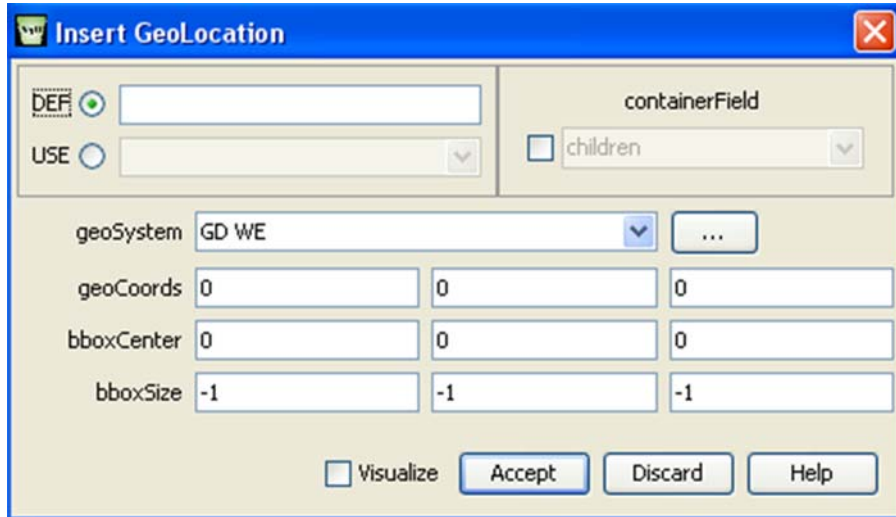 Insert GeoLocation
DEF
containerField
USE
children
geoSystem GD WE ...
geoCoords 0 0 0
bboxCenter 0 0 0
bboxSize -1 -1 -1
Visualize Accept Discard Help